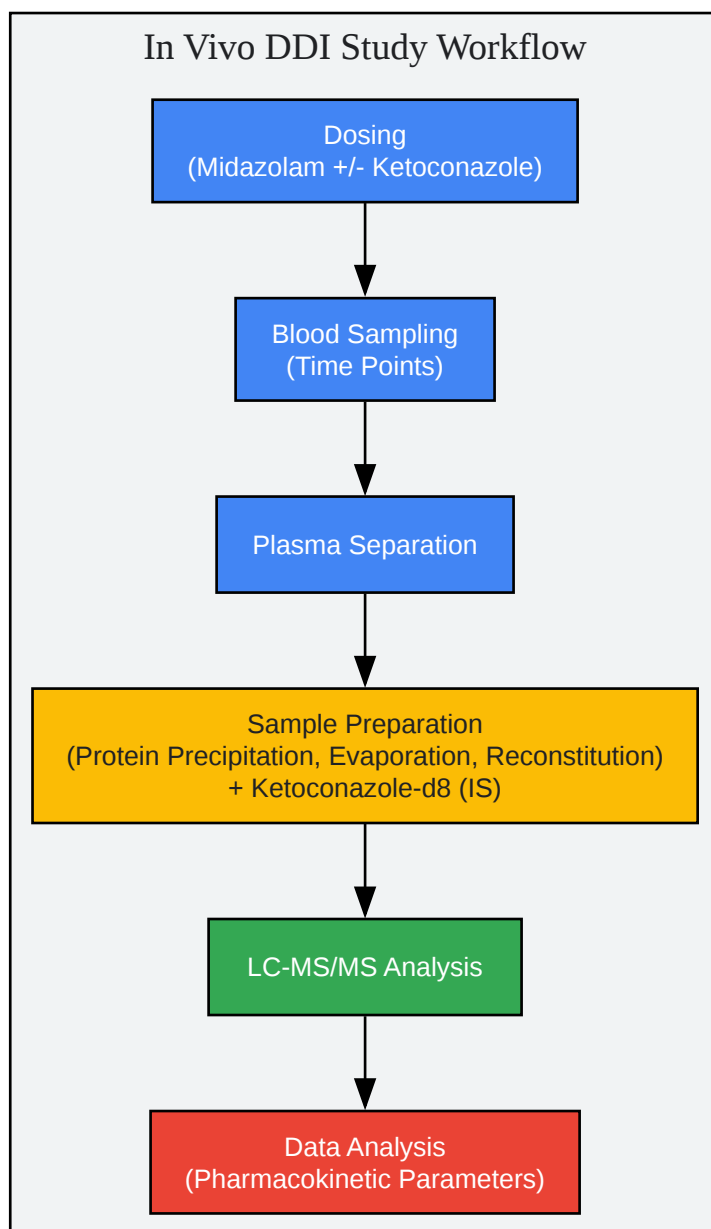 In Vivo DDI Study Workflow
Dosing
(Midazolam +/- Ketoconazole)
Blood Sampling
(Time Points)
Plasma Separation
Sample Preparation
(Protein Precipitation, Evaporation, Reconstitution)
+ Ketoconazole-d8 (IS)
LC-MS/MS Analysis
Data Analysis
(Pharmacokinetic Parameters)